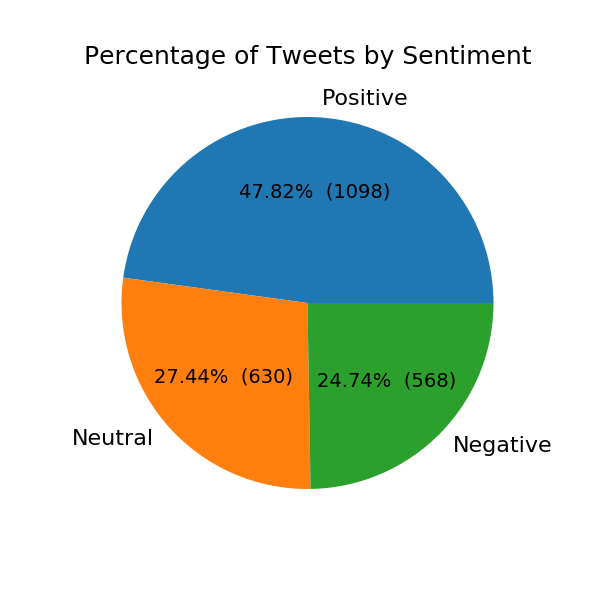 Percentage of Tweets by Sentiment
Positive
47.82% (1098)
27.44% (630)
24.74% (568)
Neutral
Negative